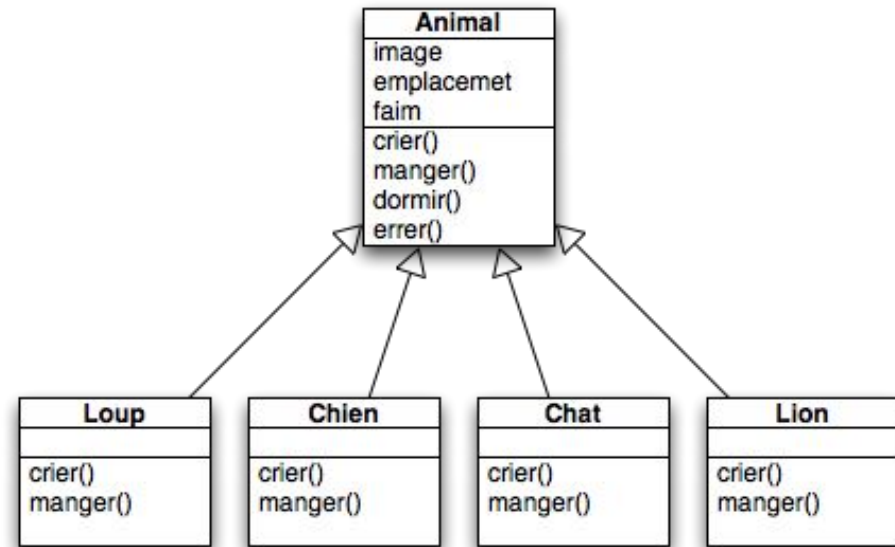 Animal
image
emplacemet
faim
crier()
manger()
dormir()
errer()
Loup
crier()
manger()
Chien
crier()
manger()
Chat
crier()
manger()
Lion
crier()
manger()